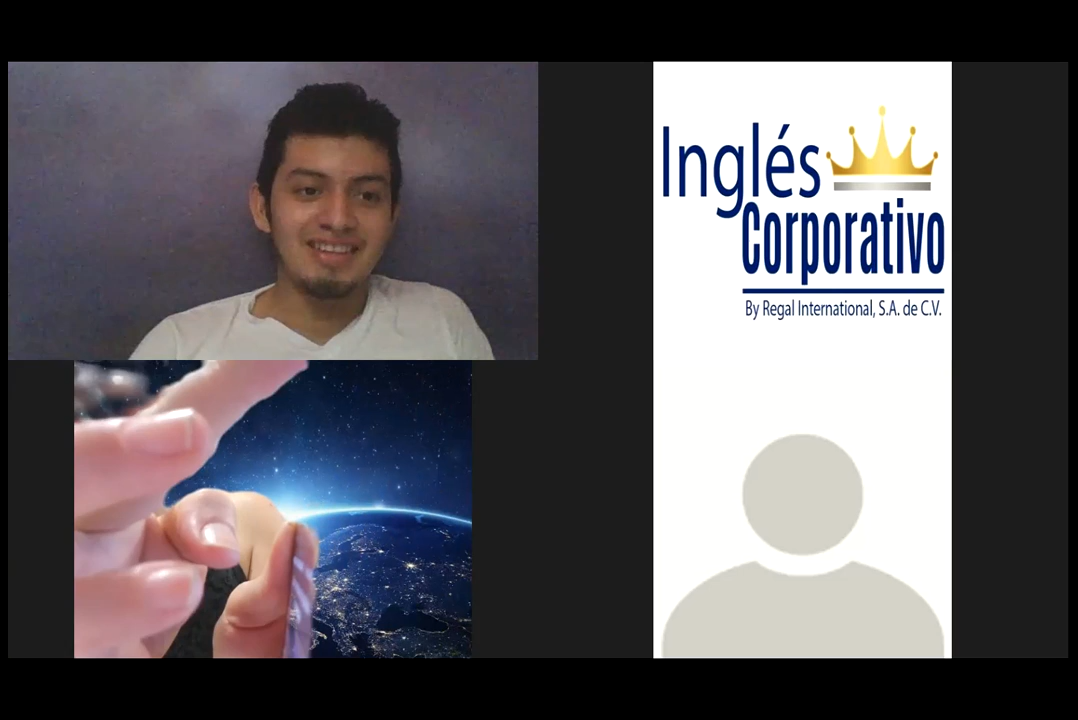 Inglés
Corporativo
By Regal International, S.A. de C.V.